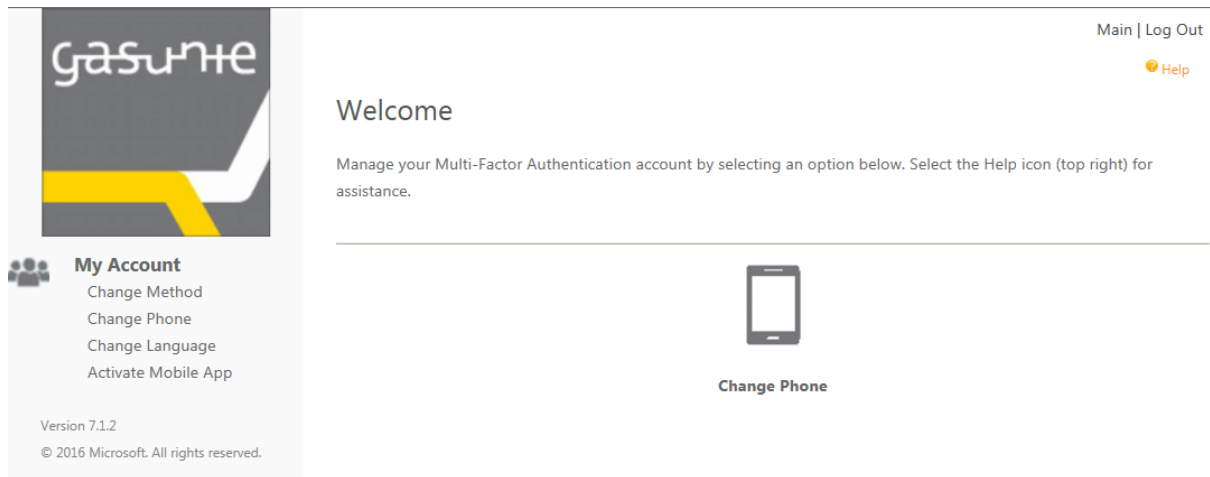 gasunie
Main | Log Out
Help
Welcome
Manage your Multi-Factor Authentication account by selecting an option below. Select the Help icon (top right) for
assistance.
My Account
Change Method
Change Phone
Change Language
Activate Mobile App
Change Phone
Version 7.1.2
© 2016 Microsoft. All rights reserved.